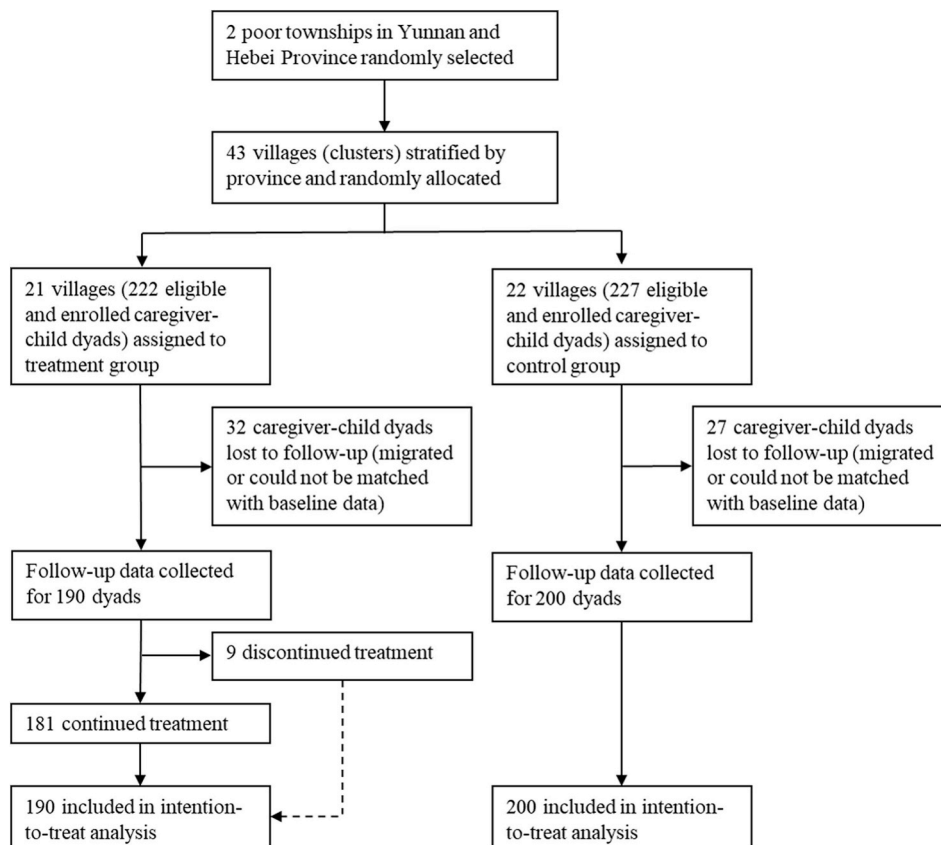 2 poor townships in Yunnan and
Hebei Province randomly selected
43 villages (clusters) stratified by
province and randomly allocated
21 villages (222 eligible
and enrolled caregiver-
child dyads) assigned to
treatment group
22 villages (227 eligible
and enrolled caregiver-
child dyads) assigned to
control group
32 caregiver-child dyads
lost to follow-up (migrated
or could not be matched
with baseline data)
27 caregiver-child dyads
lost to follow-up (migrated
or could not be matched
with baseline data)
Follow-up data collected
for 190 dyads
Follow-up data collected
for 200 dyads
9 discontinued treatment
181 continued treatment
190 included in intention-
to-treat analysis
200 included in intention-
to-treat analysis